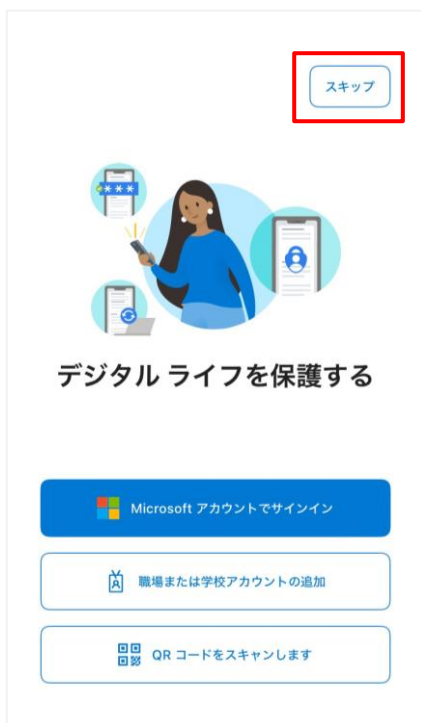 スキップ
***
デジタル ライフを保護する
Microsoft アカウントでサインイン
職場または学校アカウントの追加
QR コードをスキャンします